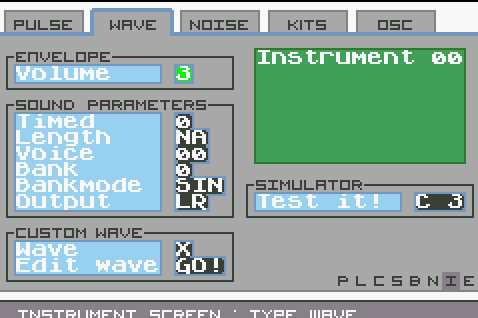 PULSE WAVE NOISE KITS OSC
ENVELOPE
Volume 3
Instrument 00
SOUND PARAMETERS
Timed 0
Length NA
Voice 00
Bank 0
Bankmode SIN
Output LR
SIMULATOR
Test it! C 3
CUSTOM WAVE
Wave X
Edit wave GO!
PLCSBNIE
INSTRUMENT SCREEN : TYPE WAVE